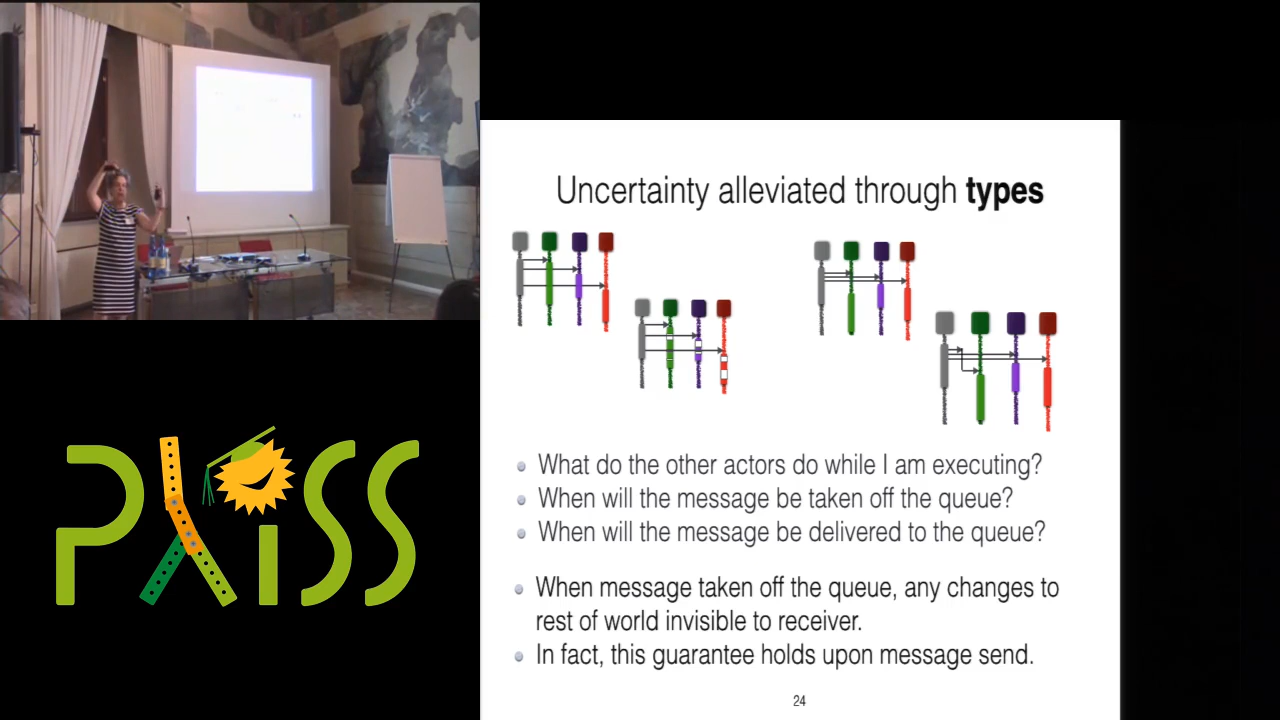 Uncertainty alleviated through types
What do the other actors do while I am executing?
When will the message be taken off the queue?
When will the message be delivered to the queue?
When message taken off the queue, any changes to
rest of world invisible to receiver.
In fact, this guarantee holds upon message send.
24
PλiSS